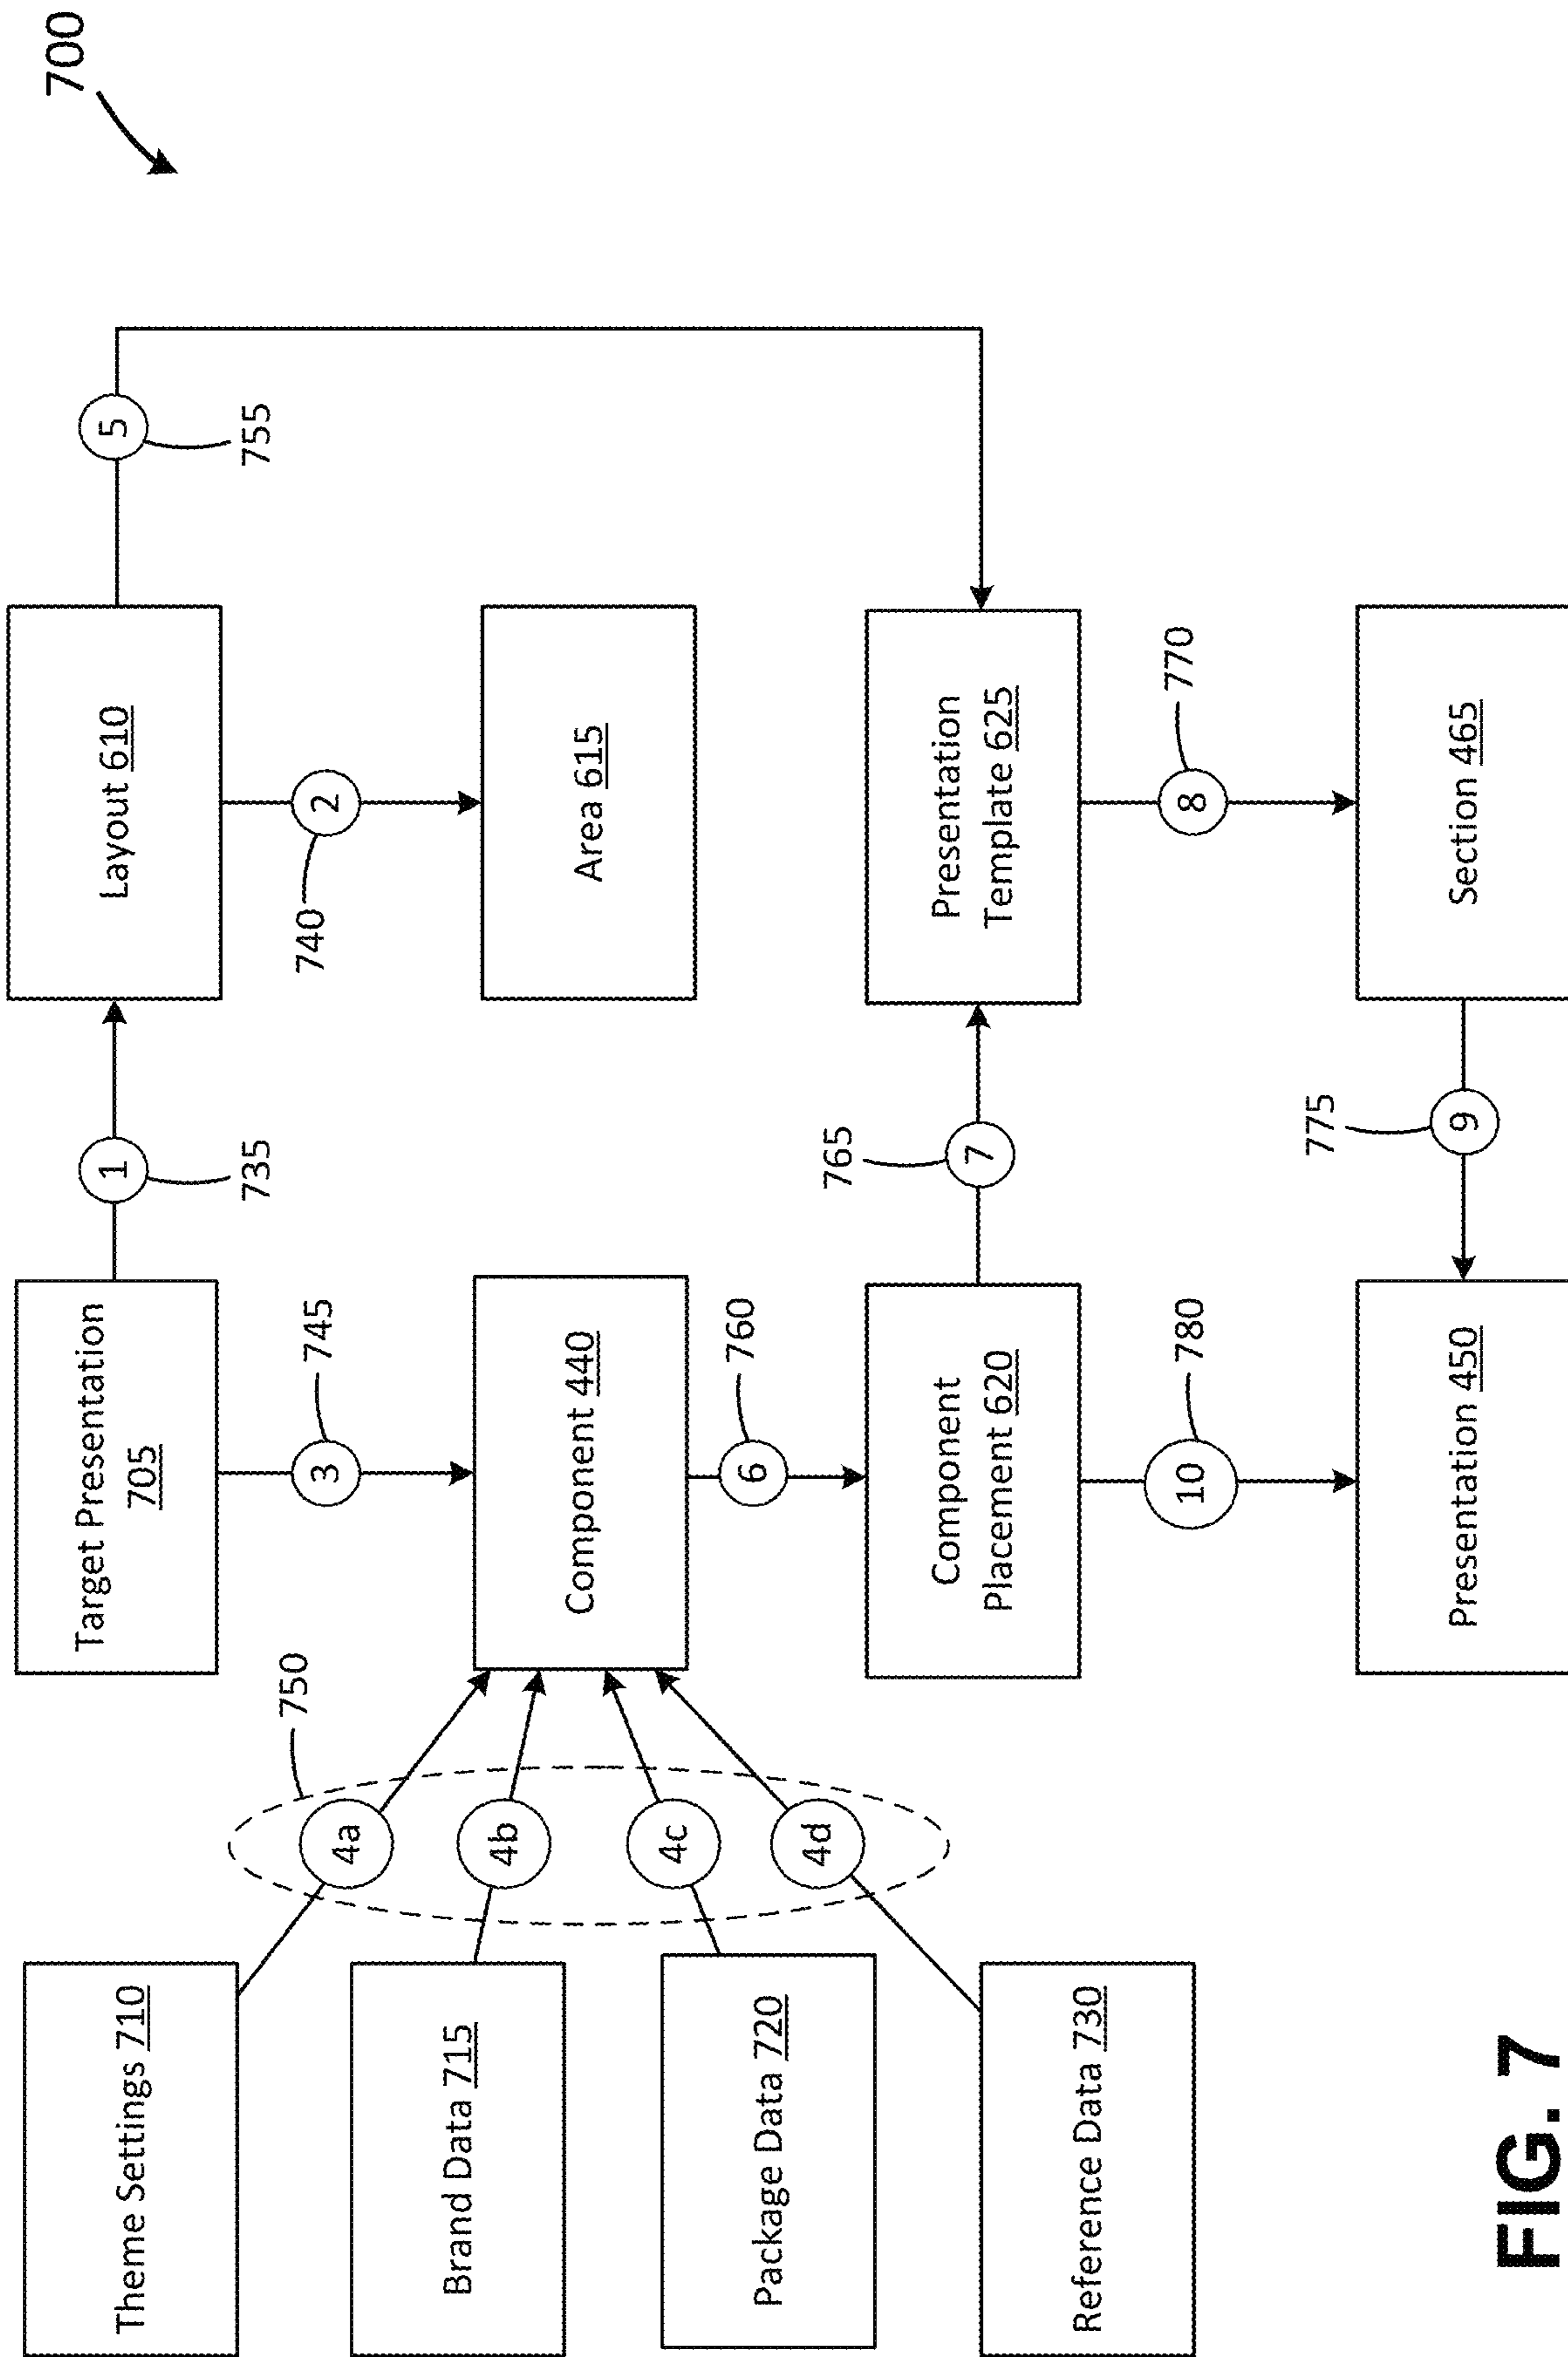 700
Theme Settings 710
Brand Data 715
Package Data 720
Reference Data 730
4a
4b
4c
4d
750
Target Presentation
705
1
735
Layout 610
5
755
3
745
2
740
Component 440
Area 615
6
760
Component
Placement 620
7
765
Presentation
Template 625
10
780
8
770
Presentation 450
9
775
Section 465
FIG. 7